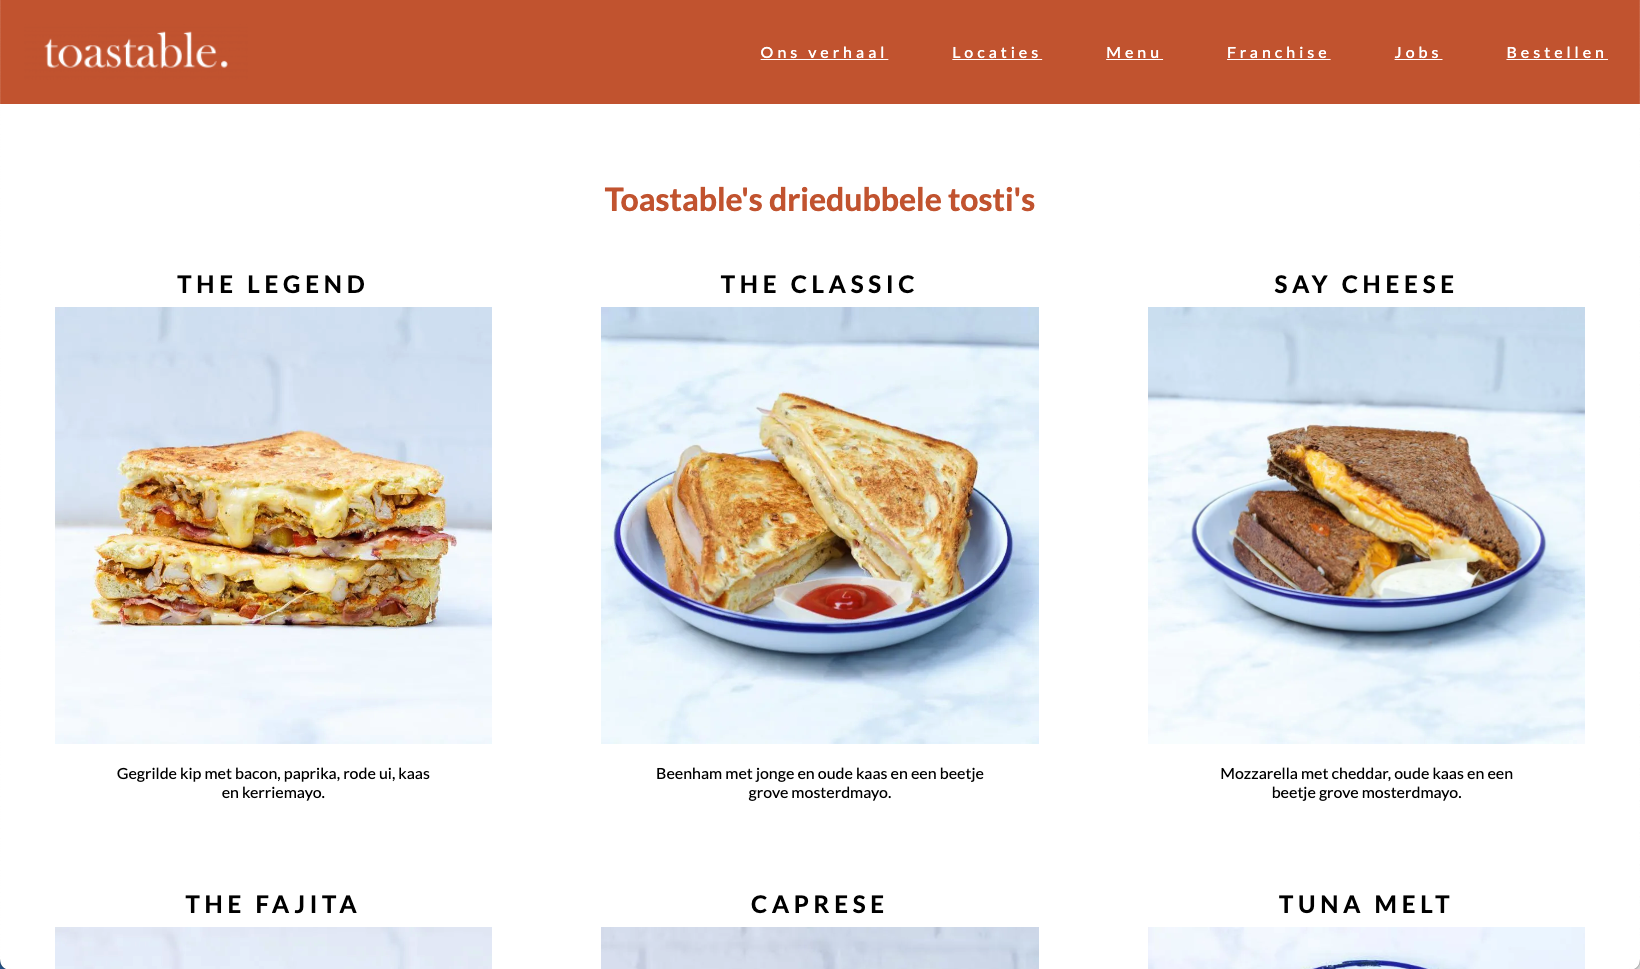 toastable.
Ons verhaal
Locaties
Menu
Franchise
Jobs
Bestellen
Toastable's driedubbele tosti's
THE LEGEND
THE CLASSIC
SAY CHEESE
Gegrilde kip met bacon, paprika, rode ui, kaas
en kerriemayo.
Beenham met jonge en oude kaas en een beetje
grove mosterdmayo.
Mozzarella met cheddar, oude kaas en een
beetje grove mosterdmayo.
THE FAJITA
CAPRESE
TUNA MELT